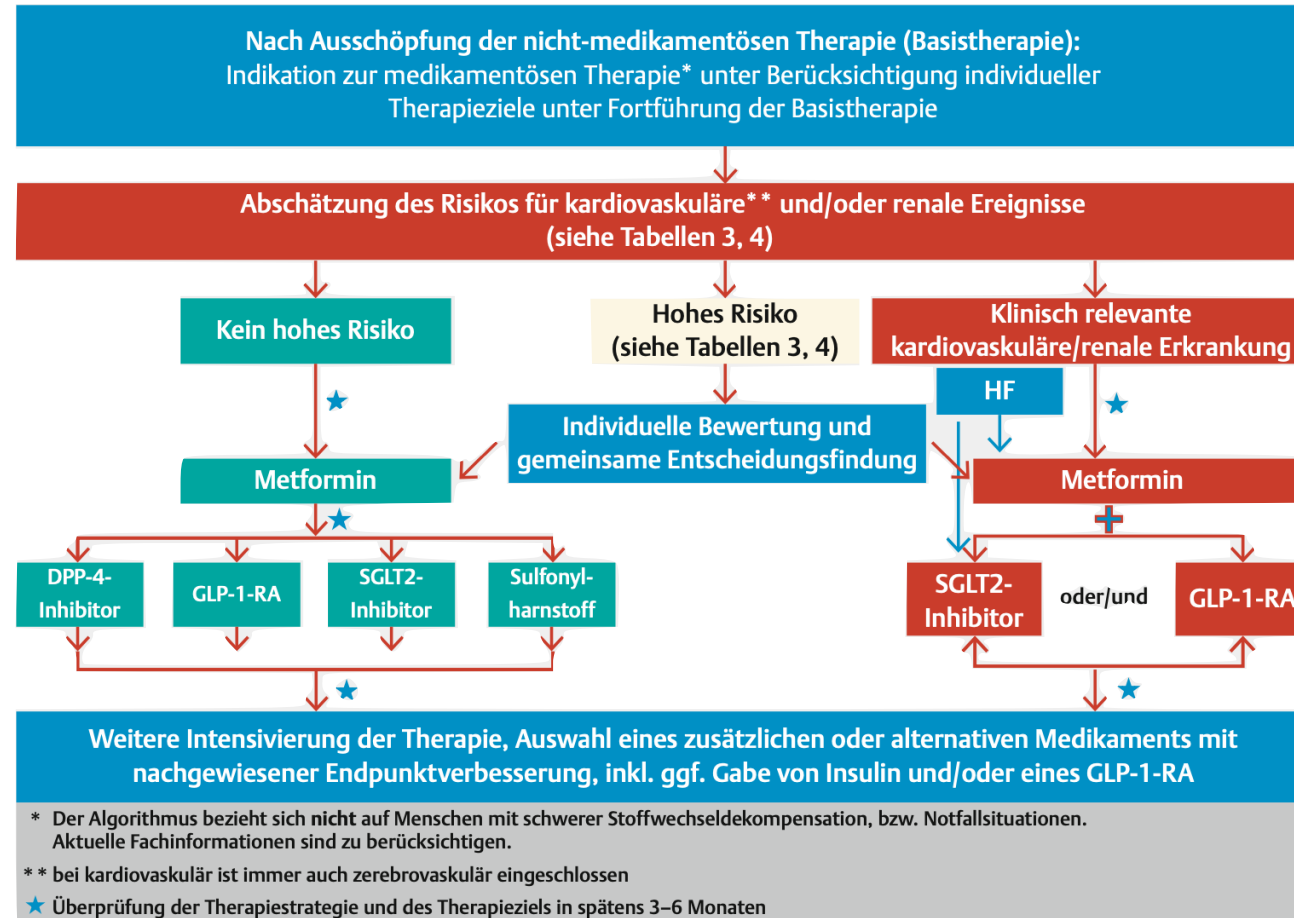 Nach Ausschöpfung der nicht-medikamentösen Therapie (Basistherapie):
Indikation zur medikamentösen Therapie* unter Berücksichtigung individueller
Therapieziele unter Fortführung der Basistherapie
Abschätzung des Risikos für kardiovaskuläre** und/oder renale Ereignisse
(siehe Tabellen 3, 4)
Kein hohes Risiko
Hohes Risiko
(siehe Tabellen 3, 4)
Klinisch relevante
kardiovaskuläre/renale Erkrankung
HF
Individuelle Bewertung und
gemeinsame Entscheidungsfindung
Metformin
Metformin
DPP-4-
Inhibitor
GLP-1-RA
SGLT2-
Inhibitor
Sulfonyl-
harnstoff
SGLT2-
Inhibitor
oder/und
GLP-1-RA
Weitere Intensivierung der Therapie, Auswahl eines zusätzlichen oder alternativen Medikaments mit
nachgewiesener Endpunktverbesserung, inkl. ggf. Gabe von Insulin und/oder eines GLP-1-RA
* Der Algorithmus bezieht sich nicht auf Menschen mit schwerer Stoffwechseldekompensation, bzw. Notfallsituationen.
Aktuelle Fachinformationen sind zu berücksichtigen.
** bei kardiovaskulär ist immer auch zerebrovaskulär eingeschlossen
★ Überprüfung der Therapiestrategie und des Therapieziels in spätens 3–6 Monaten